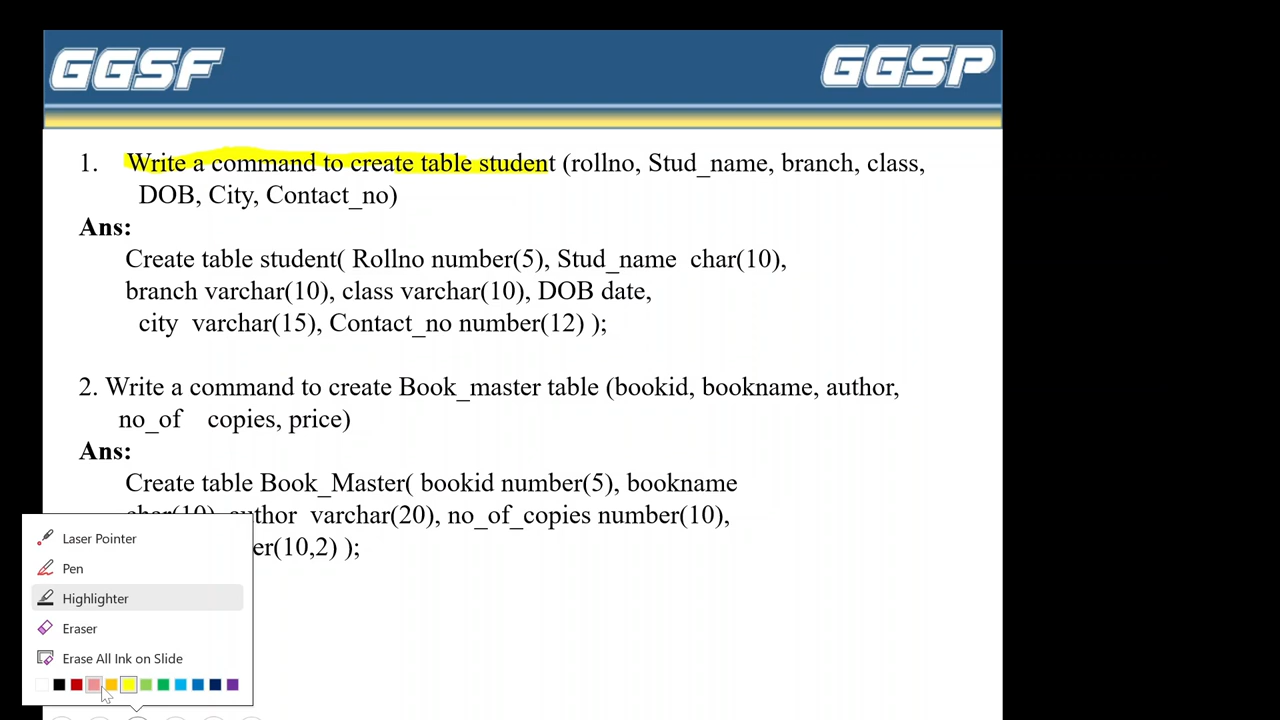 GGSF GGSP
1. Write a command to create table student (rollno, Stud_name, branch, class,
DOB, City, Contact_no)
Ans:
Create table student( Rollno number(5), Stud_name char(10),
branch varchar(10), class varchar(10), DOB date,
city varchar(15), Contact_no number(12) );
2. Write a command to create Book_master table (bookid, bookname, author,
no_of copies, price)
Ans:
Create table Book_Master( bookid number(5), bookname
char(10), author varchar(20), no_of_copies number(10),
er(10,2) );
Laser Pointer
Pen
Highlighter
Eraser
Erase All Ink on Slide